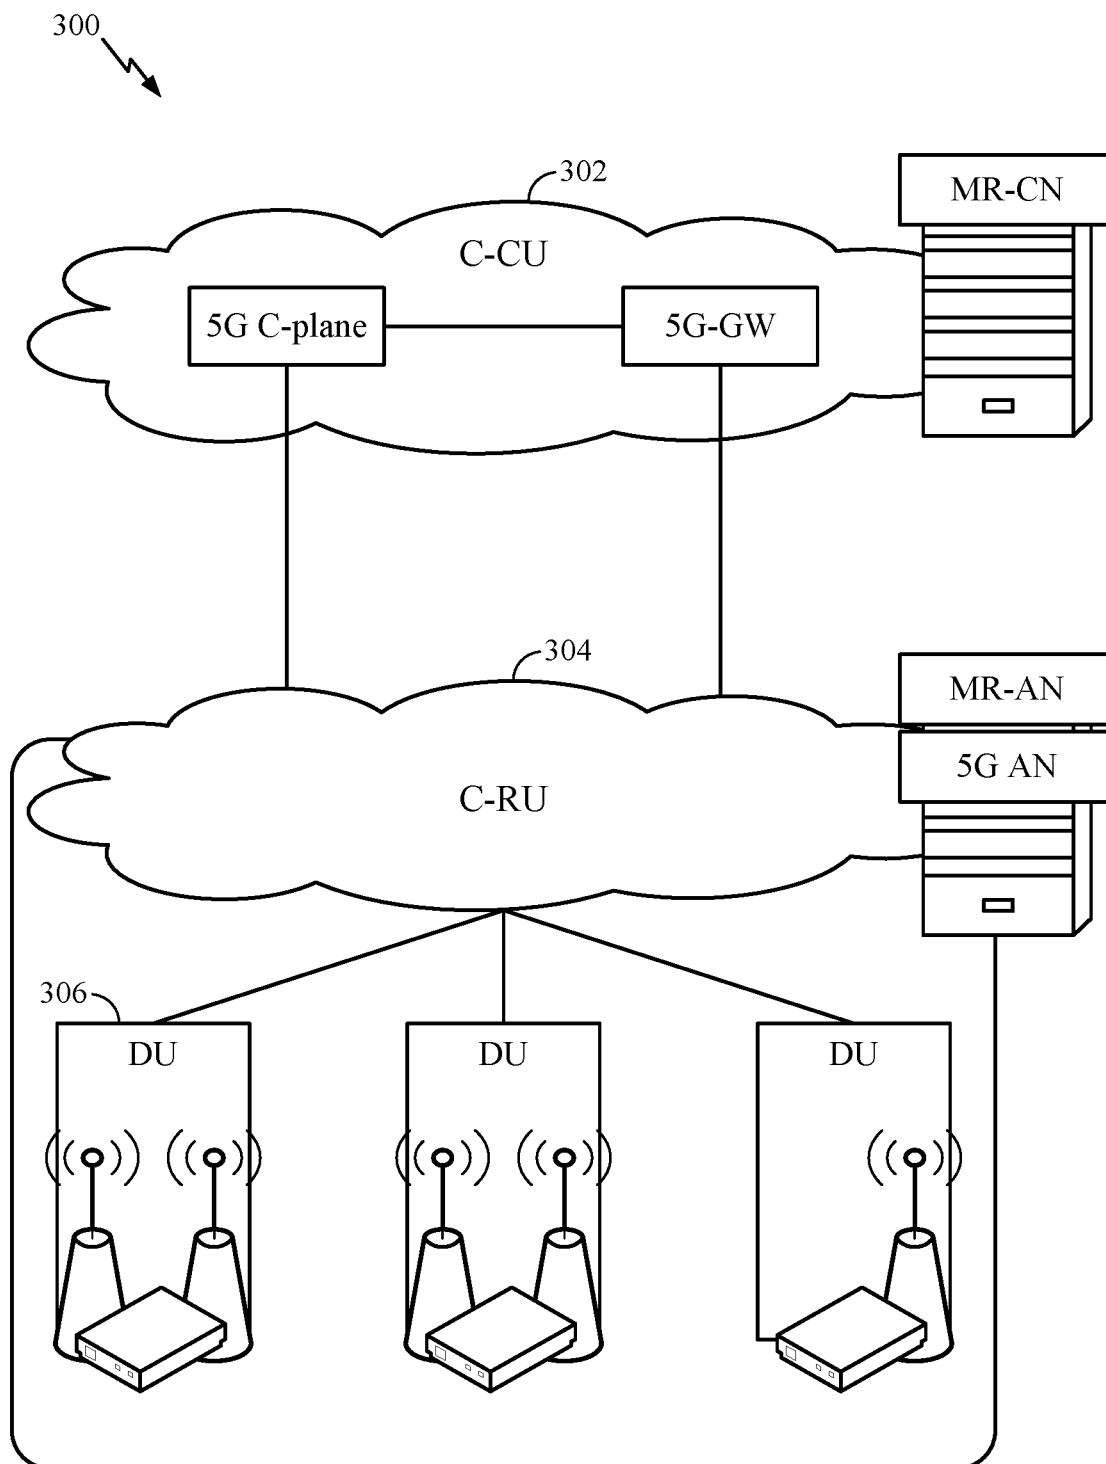 300
302
MR-CN
C-CU
5G C-plane
5G-GW
304
MR-AN
5G AN
C-RU
306
DU
DU
DU